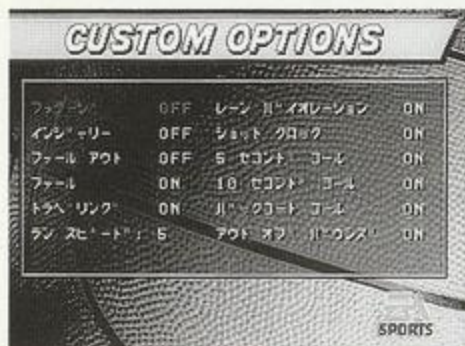 CUSTOM OPTIONS
OFF レーン バイオレーション ON
インジャリー OFF ショット クロック ON
ファール アウト OFF 5 セコンド コール ON
ファール ON 10 セコンド コール ON
トラベリング ON バックコート コール ON
ラン スピード: 5 アウト オブ バウンズ ON
SPORTS